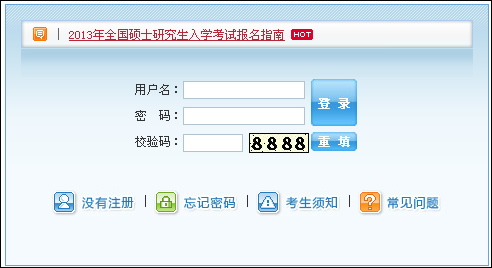 2013年全国硕士研究生入学考试报名指南 HOT
用户名：
登 录
密 码：
校验码： 8888 重 填
没有注册 忘记密码 考生须知 常见问题